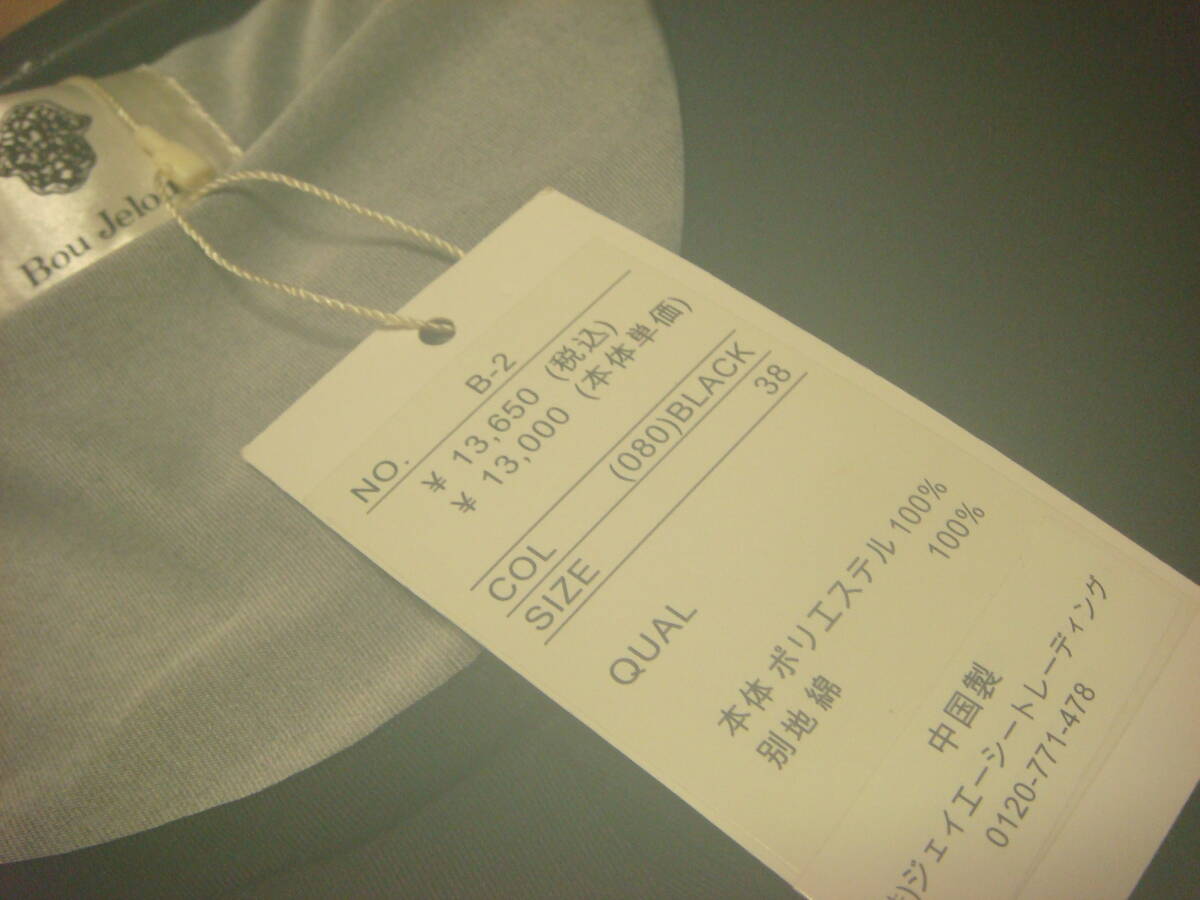 Bou Jeloud
NO. B-2
¥ 13,650 (税込)
¥ 13,000 (本体単価)
COL (080)BLACK
SIZE 38
QUAL
本体 ポリエステル 100%
別地 綿 100%
中国製
)ジェイエーシートレーディング
0120-771-478